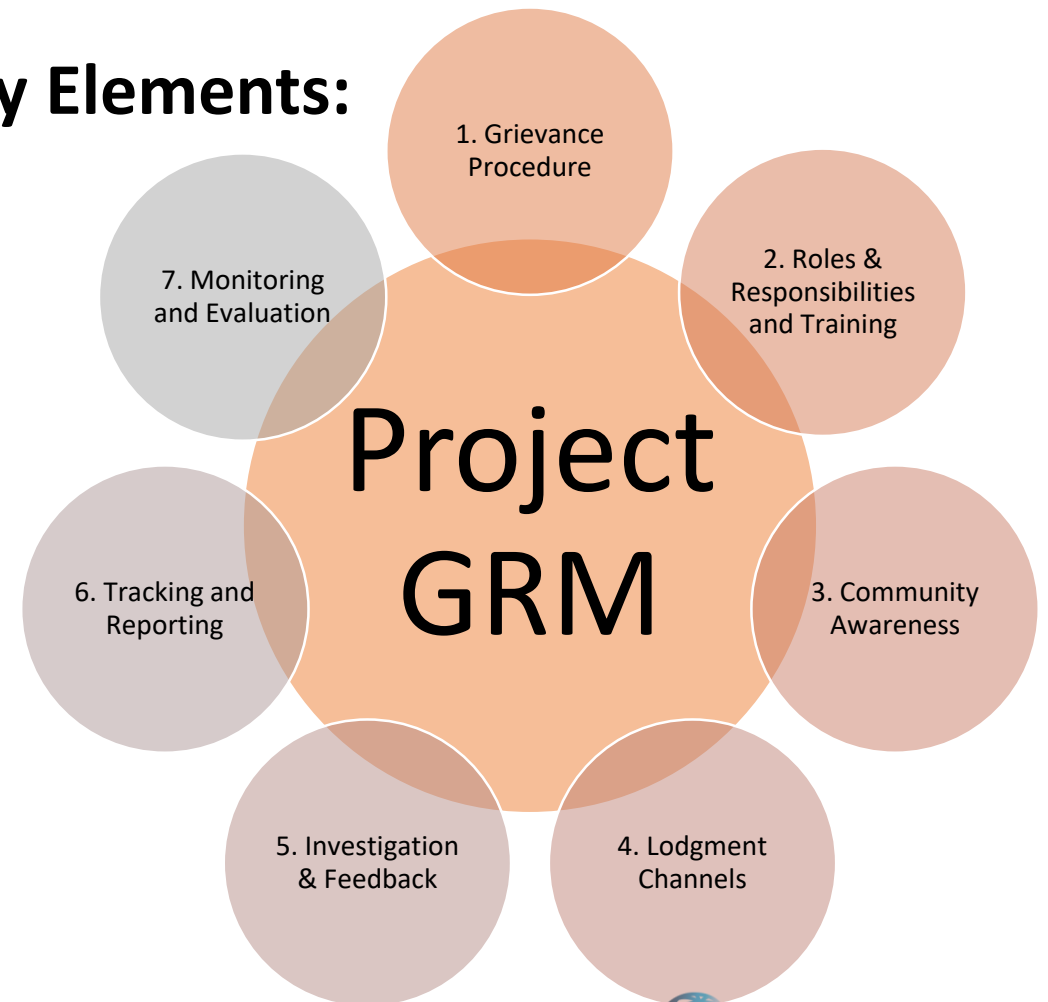 y Elements:
1. Grievance
Procedure
2. Roles &
Responsibilities
and Training
3. Community
Awareness
4. Lodgment
Channels
5. Investigation
& Feedback
6. Tracking and
Reporting
7. Monitoring
and Evaluation
Project
GRM